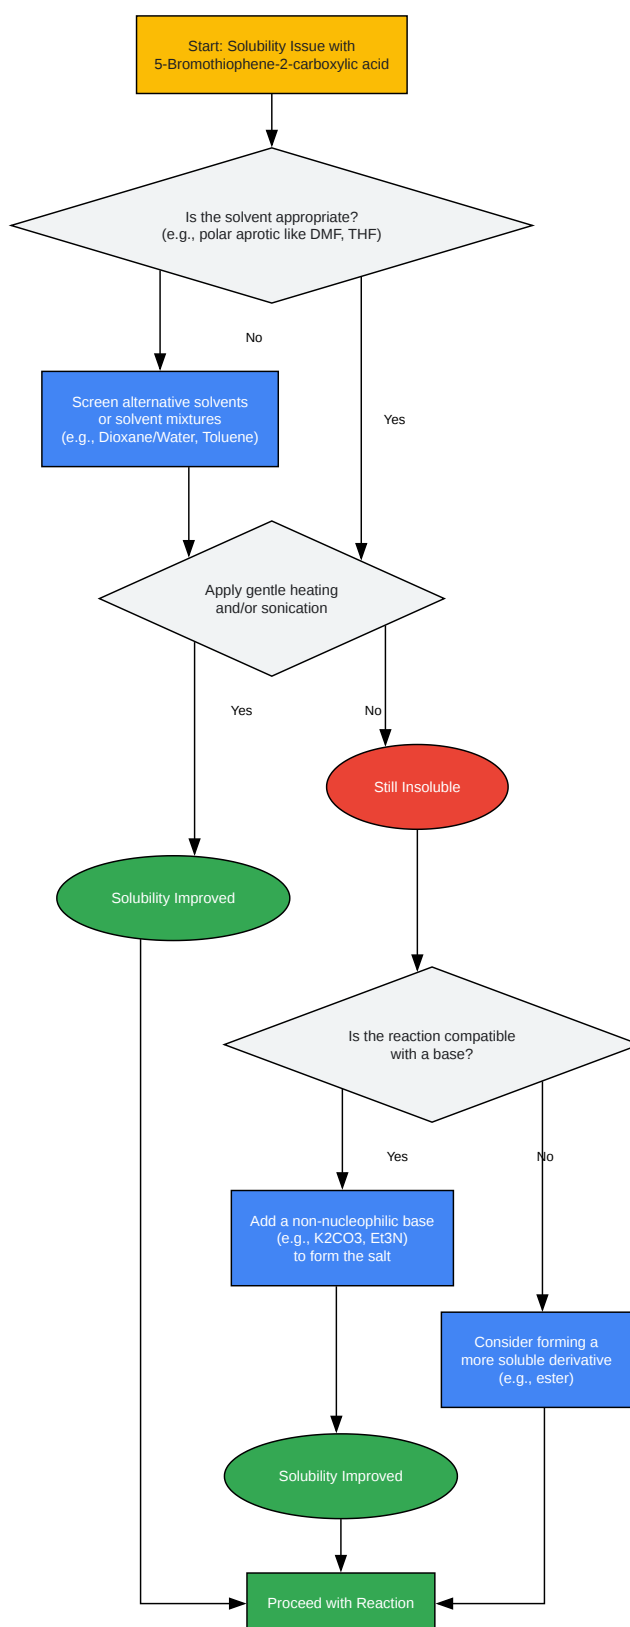 Start: Solubility Issue with
5-Bromothiophene-2-carboxylic acid
Is the solvent appropriate?
(e.g., polar aprotic like DMF, THF)
No
Screen alternative solvents
or solvent mixtures
(e.g., Dioxane/Water, Toluene)
Yes
Apply gentle heating
and/or sonication
Yes
No
Still Insoluble
Solubility Improved
Is the reaction compatible
with a base?
Yes
No
Add a non-nucleophilic base
(e.g., K2CO3, Et3N)
to form the salt
Consider forming a
more soluble derivative
(e.g., ester)
Solubility Improved
Proceed with Reaction